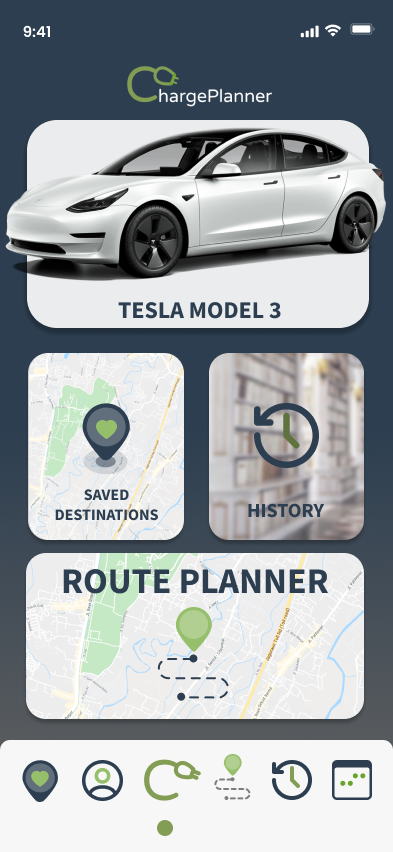 9:41
ChargePlanner
TESLA MODEL 3
SAVED
DESTINATIONS
HISTORY
ROUTE PLANNER